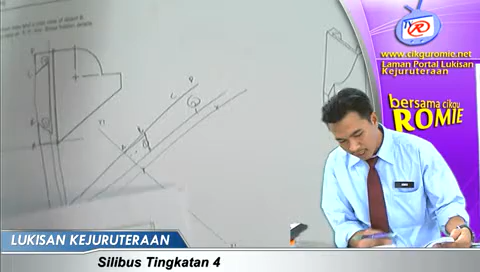 www.cikguromie.net
Laman Portal Lukisan
Kejuruteraan
bersama cikgu
ROMIE
LUKISAN KEJURUTERAAN
Silibus Tingkatan 4